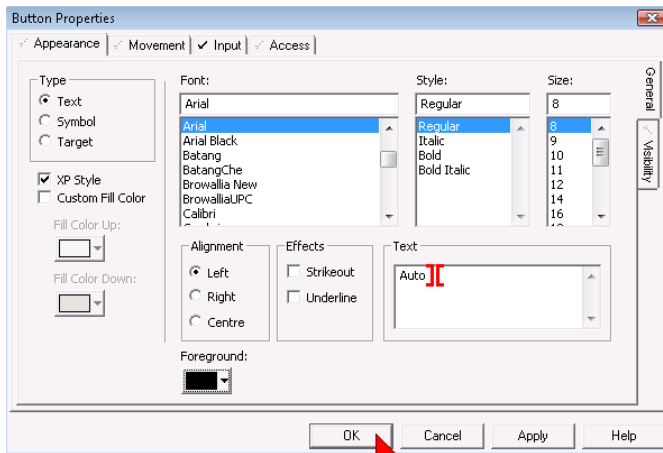 Button Properties
Appearance Movement Input Access
General
Visibility
Type
Text
Symbol
Target
XP Style
Custom Fill Color
Fill Color Up:
Fill Color Down:
Font:
Arial
Arial
Arial Black
Batang
BatangChe
Browallia New
BrowalliaUPC
Calibri
Style:
Regular
Regular
Italic
Bold
Bold Italic
Size:
8
8
9
10
11
12
14
16
Alignment
Left
Right
Centre
Effects
Strikeout
Underline
Text
Auto
Foreground:
OK Cancel Apply Help